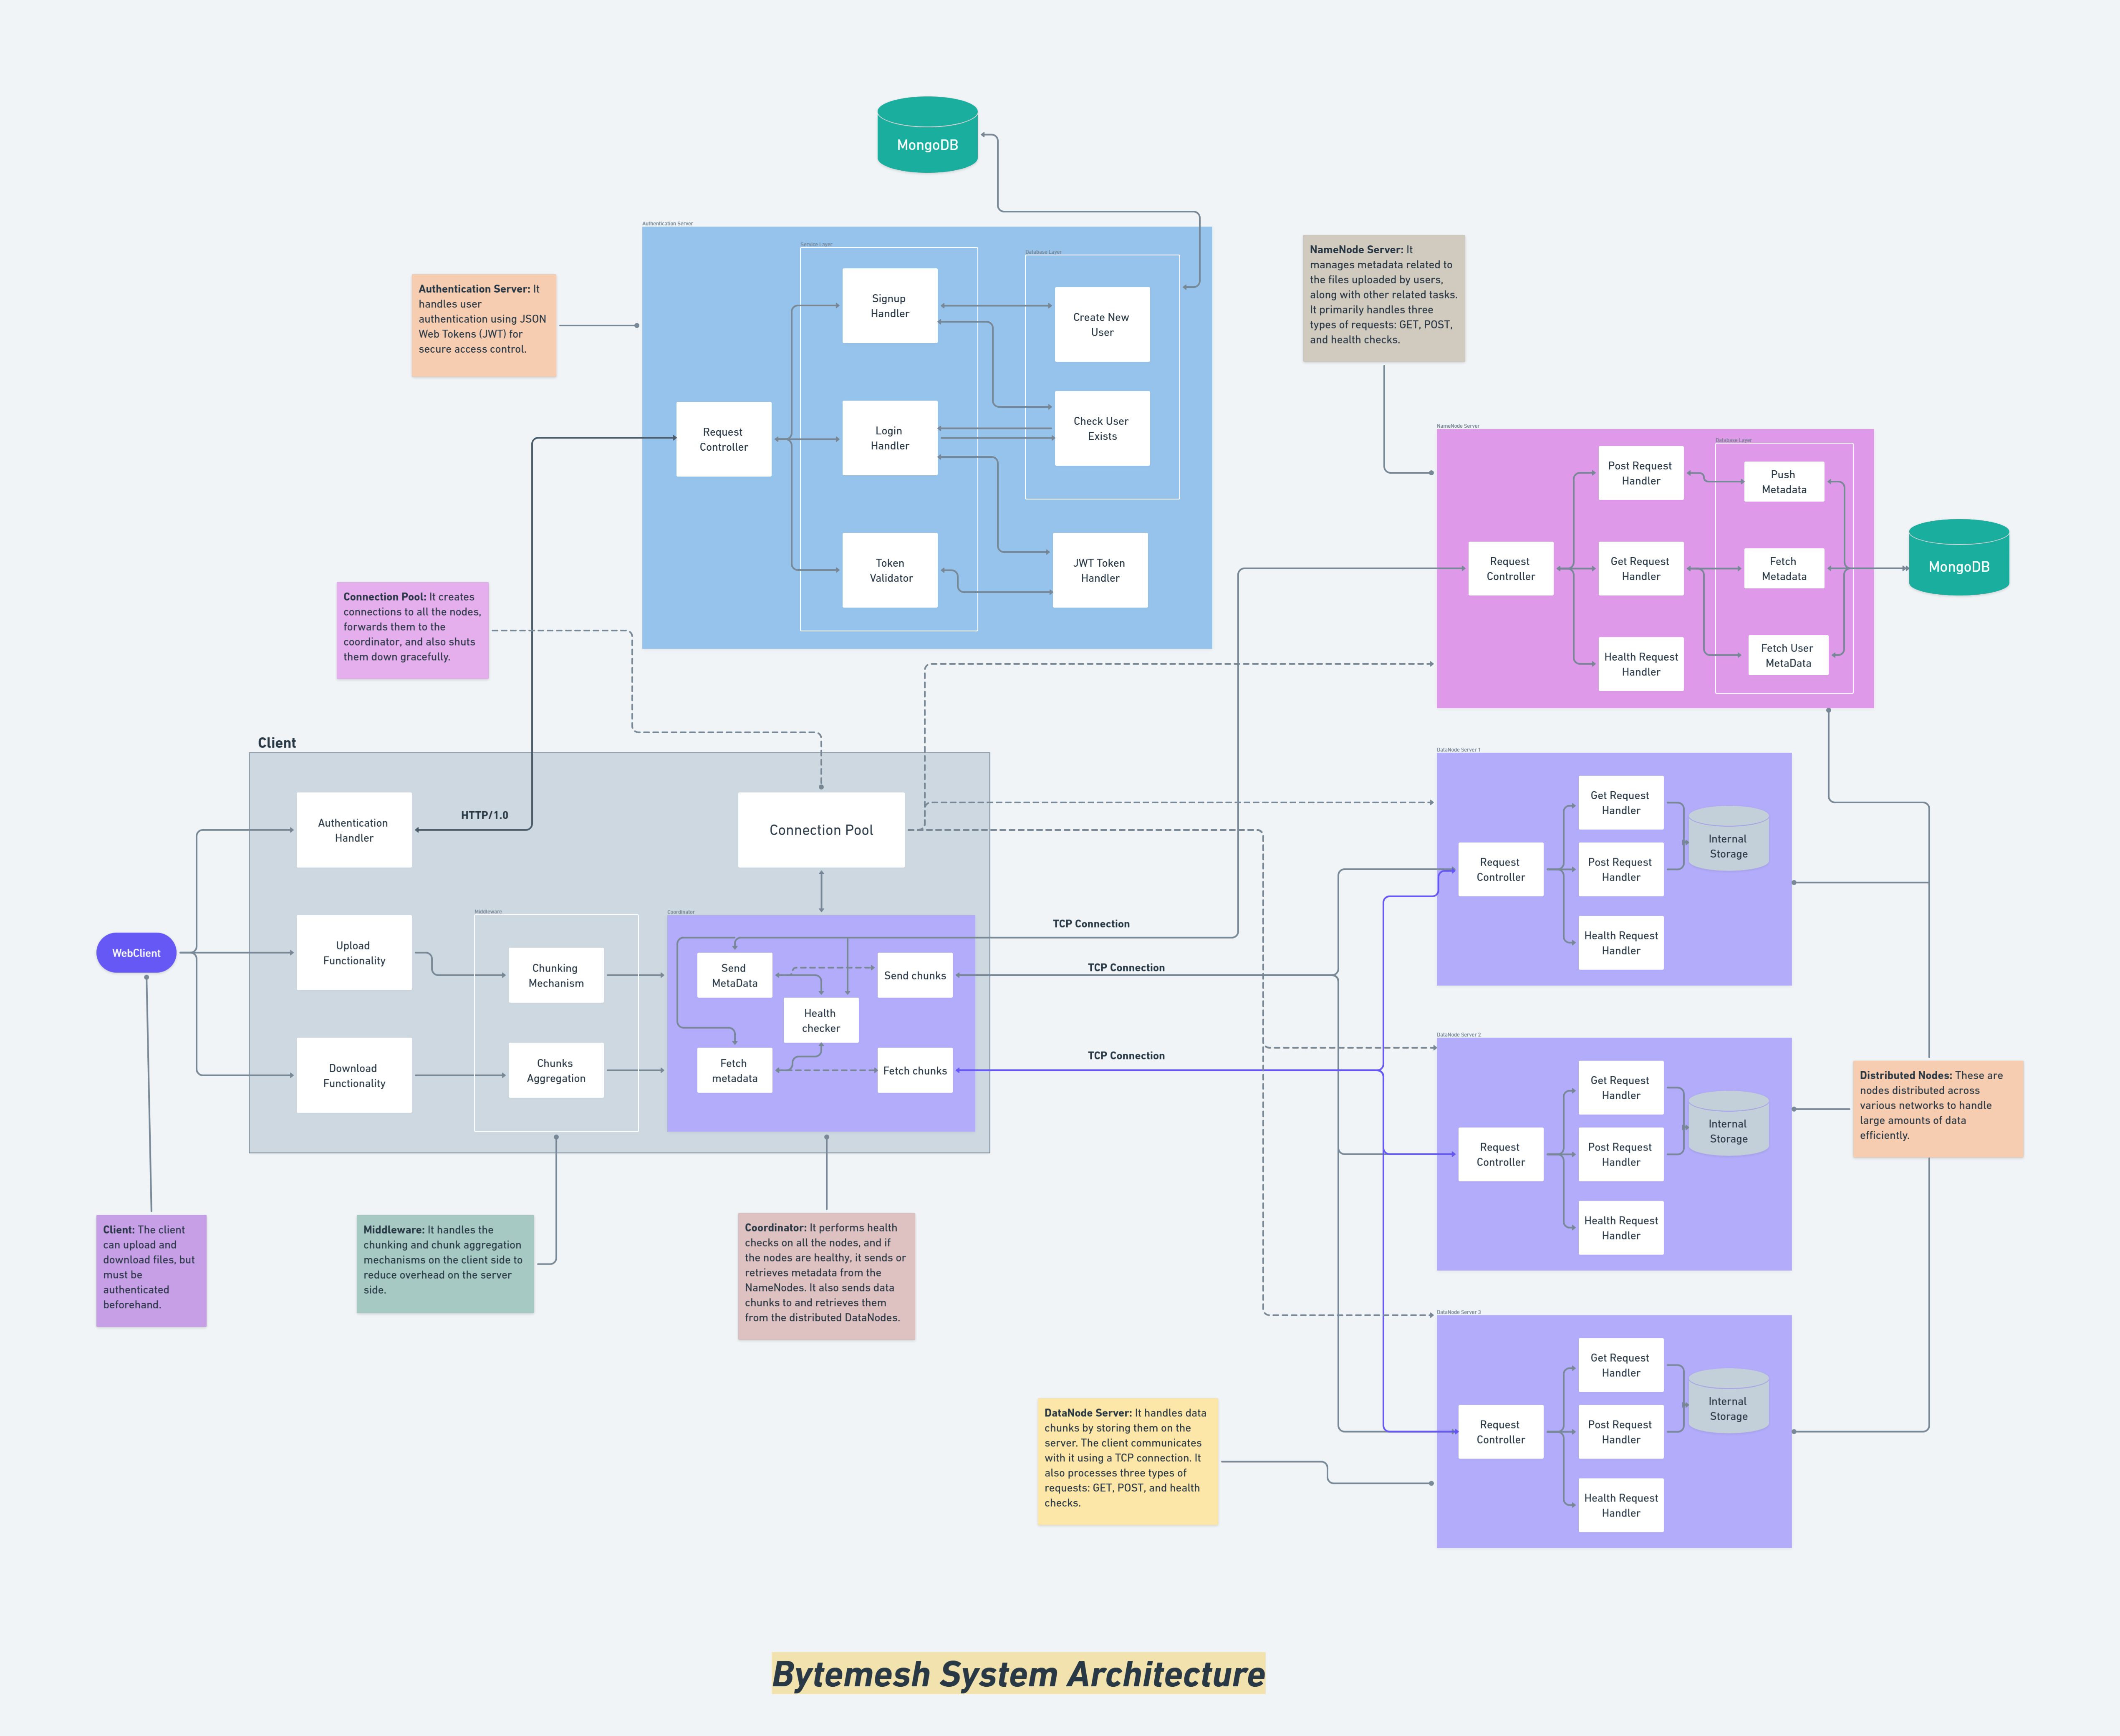 MongoDB
Authentication Server
Service Layer
Database Layer
Authentication Server: It
handles user
authentication using JSON
Web Tokens (JWT) for
secure access control.
Signup
Handler
Create New
User
Request
Controller
Login
Handler
Check User
Exists
Token
Validator
JWT Token
Handler
NameNode Server: It
manages metadata related to
the files uploaded by users,
along with other related tasks.
It primarily handles three
types of requests: GET, POST,
and health checks.
NameNode Server
Database Layer
Post Request
Handler
Push
Metadata
Request
Controller
Get Request
Handler
Fetch
Metadata
MongoDB
Health Request
Handler
Fetch User
MetaData
Connection Pool: It creates
connections to all the nodes,
forwards them to the
coordinator, and also shuts
them down gracefully.
Client
Authentication
Handler
HTTP/1.0
Connection Pool
WebClient
Upload
Functionality
Download
Functionality
Middleware
Chunking
Mechanism
Chunks
Aggregation
Coordinator
Send
MetaData
Send chunks
Health
checker
Fetch
metadata
Fetch chunks
TCP Connection
TCP Connection
TCP Connection
DataNode Server 1
Get Request
Handler
Request
Controller
Post Request
Handler
Internal
Storage
Health Request
Handler
DataNode Server 2
Get Request
Handler
Request
Controller
Post Request
Handler
Internal
Storage
Health Request
Handler
DataNode Server 3
Get Request
Handler
Request
Controller
Post Request
Handler
Internal
Storage
Health Request
Handler
Distributed Nodes: These are
nodes distributed across
various networks to handle
large amounts of data
efficiently.
Client: The client
can upload and
download files, but
must be
authenticated
beforehand.
Middleware: It handles the
chunking and chunk aggregation
mechanisms on the client side to
reduce overhead on the server
side.
Coordinator: It performs health
checks on all the nodes, and if
the nodes are healthy, it sends or
retrieves metadata from the
NameNodes. It also sends data
chunks to and retrieves them
from the distributed DataNodes.
DataNode Server: It handles data
chunks by storing them on the
server. The client communicates
with it using a TCP connection. It
also processes three types of
requests: GET, POST, and health
checks.
Bytemesh System Architecture